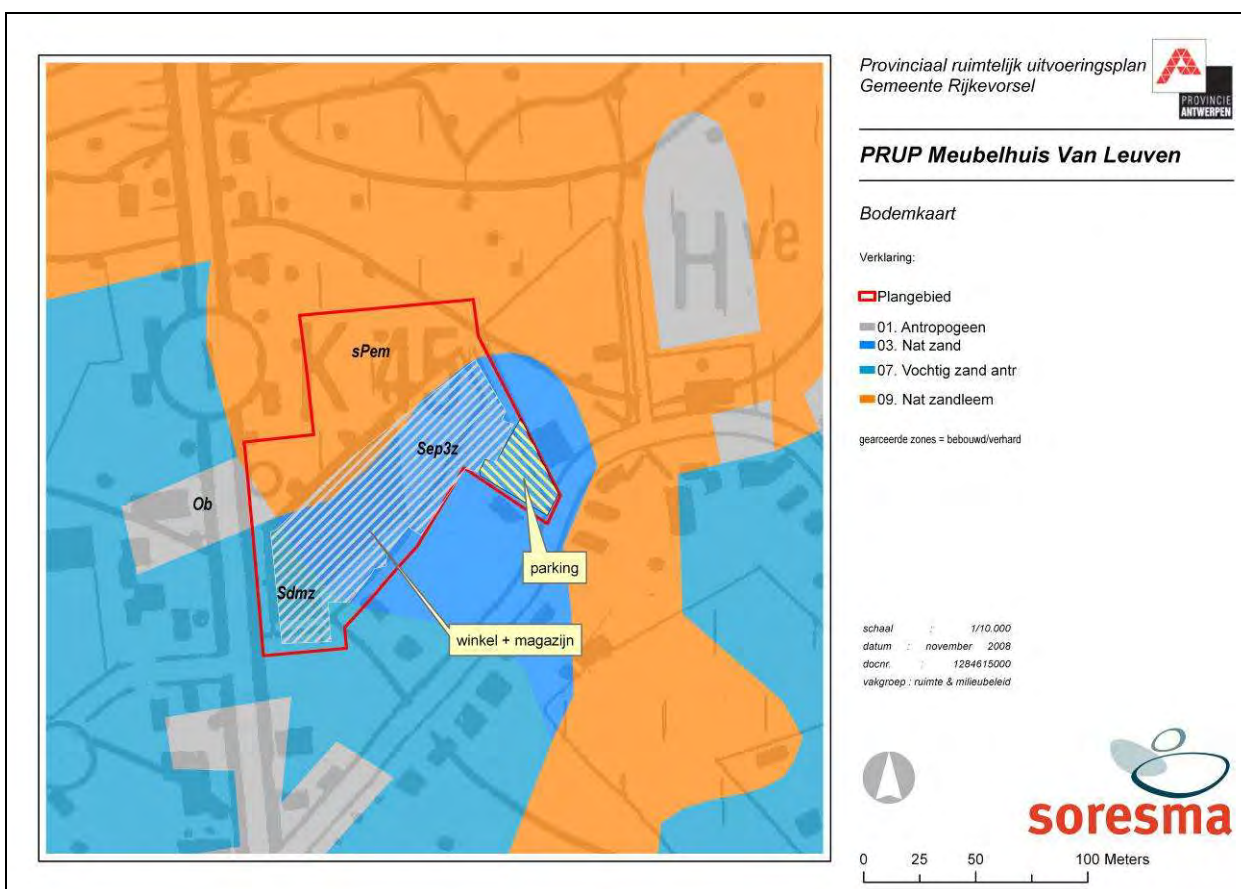 Provinciaal ruimtelijk uitvoeringsplan
Gemeente Rijkevorsel
PROVINCIE
ANTWERPEN
PRUP Meubelhuis Van Leuven
Bodemkaart
Verklaring:
Plangebied
01. Antropogeen
03. Nat zand
07. Vochtig zand antr
09. Nat zandleem
gearceerde zones = bebouwd/verhard
H ve
K 45
sPem
Sep3z
Ob
Sdmz
parking
winkel + magazijn
schaal : 1/10.000
datum : november 2008
docnr. : 1284615000
vakgroep : ruimte & milieubeleid
soresma
0 25 50 100 Meters